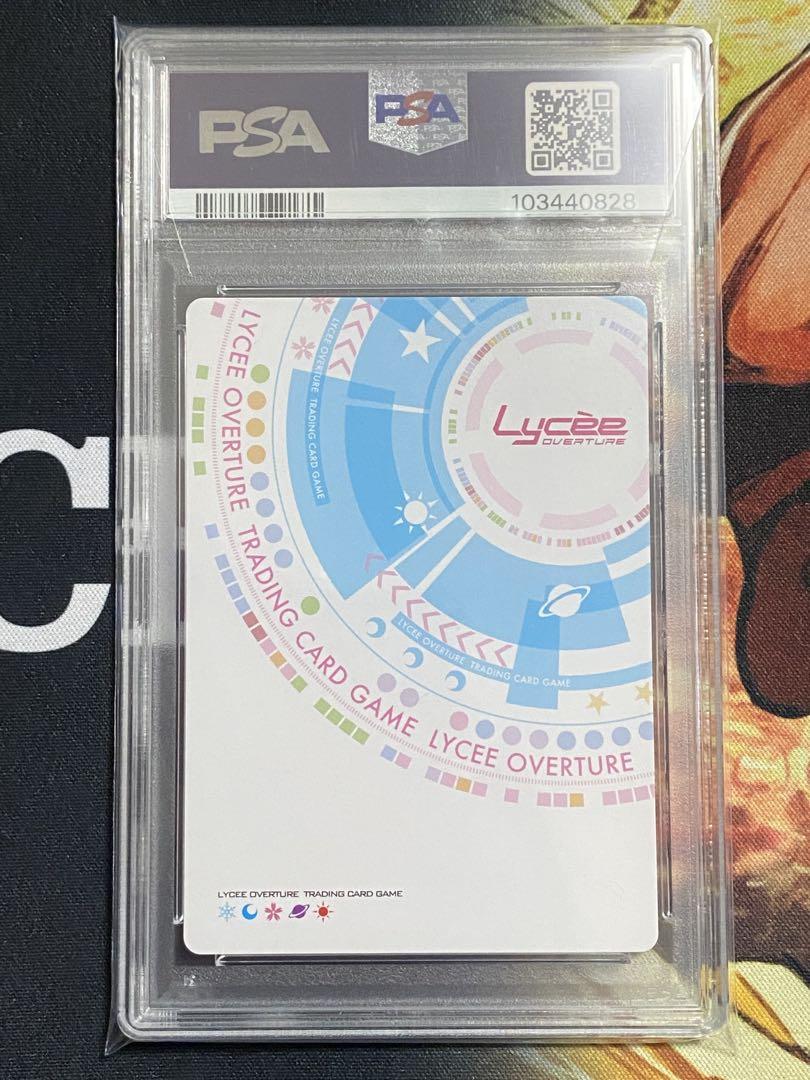 PSA
PSA
103440828
C
LYCEE OVERTURE TRADING CARD GAME LYCEE OVERTURE
LYCEE OVERTURE TRADING CARD GAME
Lycèe
OVERTURE
LYCEE OVERTURE TRADING CARD GAME
LYCEE OVERTURE TRADING CARD GAME